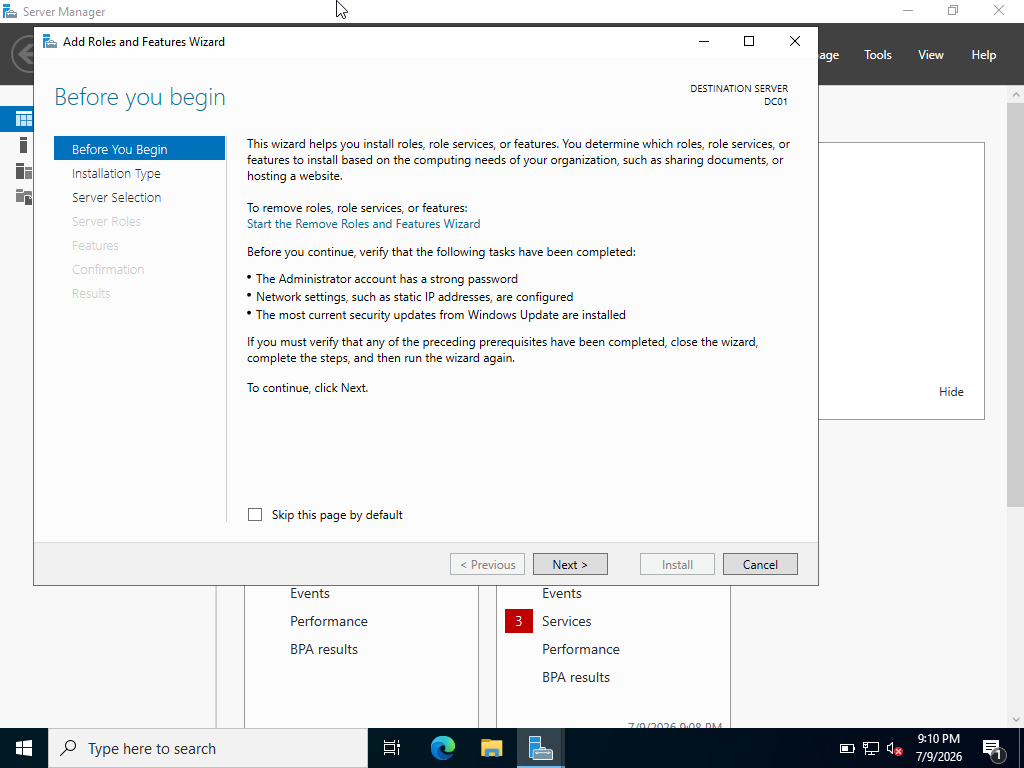 Server Manager
Add Roles and Features Wizard
Tools
View
Help
Before you begin
DESTINATION SERVER
DC01
Before You Begin
Installation Type
Server Selection
Server Roles
Features
Confirmation
Results
This wizard helps you install roles, role services, or features. You determine which roles, role services, or
features to install based on the computing needs of your organization, such as sharing documents, or
hosting a website.
To remove roles, role services, or features:
Start the Remove Roles and Features Wizard
Before you continue, verify that the following tasks have been completed:
• The Administrator account has a strong password
• Network settings, such as static IP addresses, are configured
• The most current security updates from Windows Update are installed
If you must verify that any of the preceding prerequisites have been completed, close the wizard,
complete the steps, and then run the wizard again.
To continue, click Next.
Hide
Skip this page by default
< Previous
Next >
Install
Cancel
Events
Performance
BPA results
Events
3 Services
Performance
BPA results
7/9/2026 9:08 PM
Type here to search
9:10 PM
7/9/2026
1